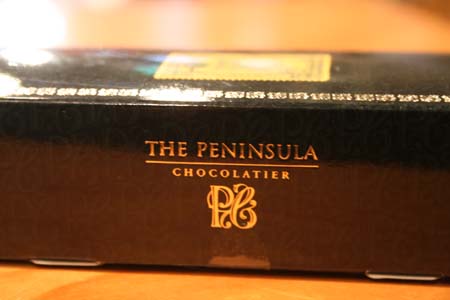 THE PENINSULA
CHOCOLATIER
PC